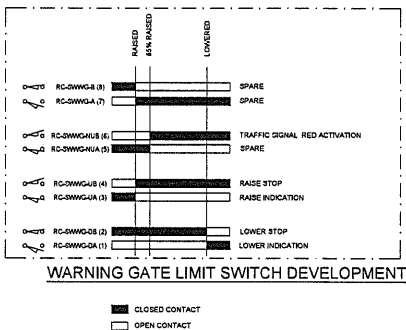 RAISED
85% RAISED
LOWERED
RC-SWWG-B (8) SPARE
RC-SWWG-A (7) SPARE
RC-SWWG-NUB (6) TRAFFIC SIGNAL RED ACTIVATION
RC-SWWG-NUA (5) SPARE
RC-SWWG-UB (4) RAISE STOP
RC-SWWG-UA (3) RAISE INDICATION
RC-SWWG-DB (2) LOWER STOP
RC-SWWG-DA (1) LOWER INDICATION
WARNING GATE LIMIT SWITCH DEVELOPMENT
CLOSED CONTACT
OPEN CONTACT